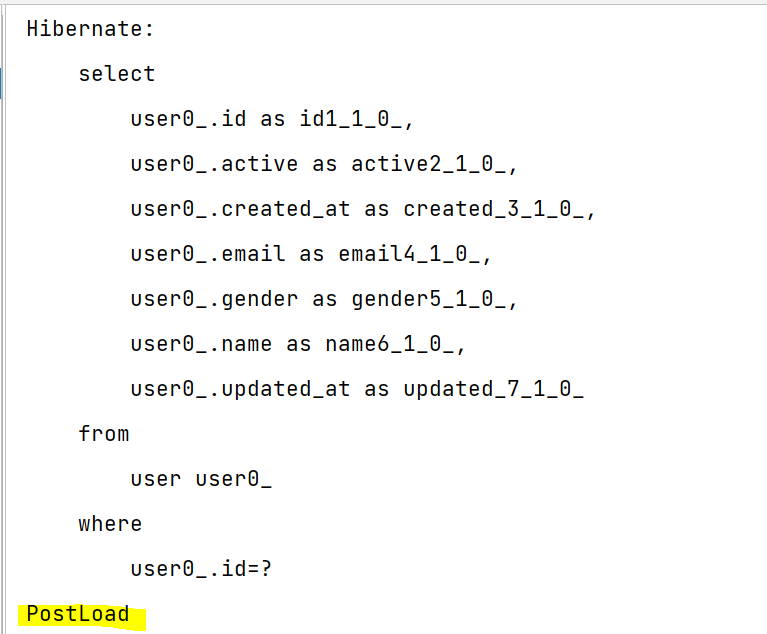 Hibernate:
select
user0_.id as id1_1_0_,
user0_.active as active2_1_0_,
user0_.created_at as created_3_1_0_,
user0_.email as email4_1_0_,
user0_.gender as gender5_1_0_,
user0_.name as name6_1_0_,
user0_.updated_at as updated_7_1_0_
from
user user0_
where
user0_.id=?
PostLoad